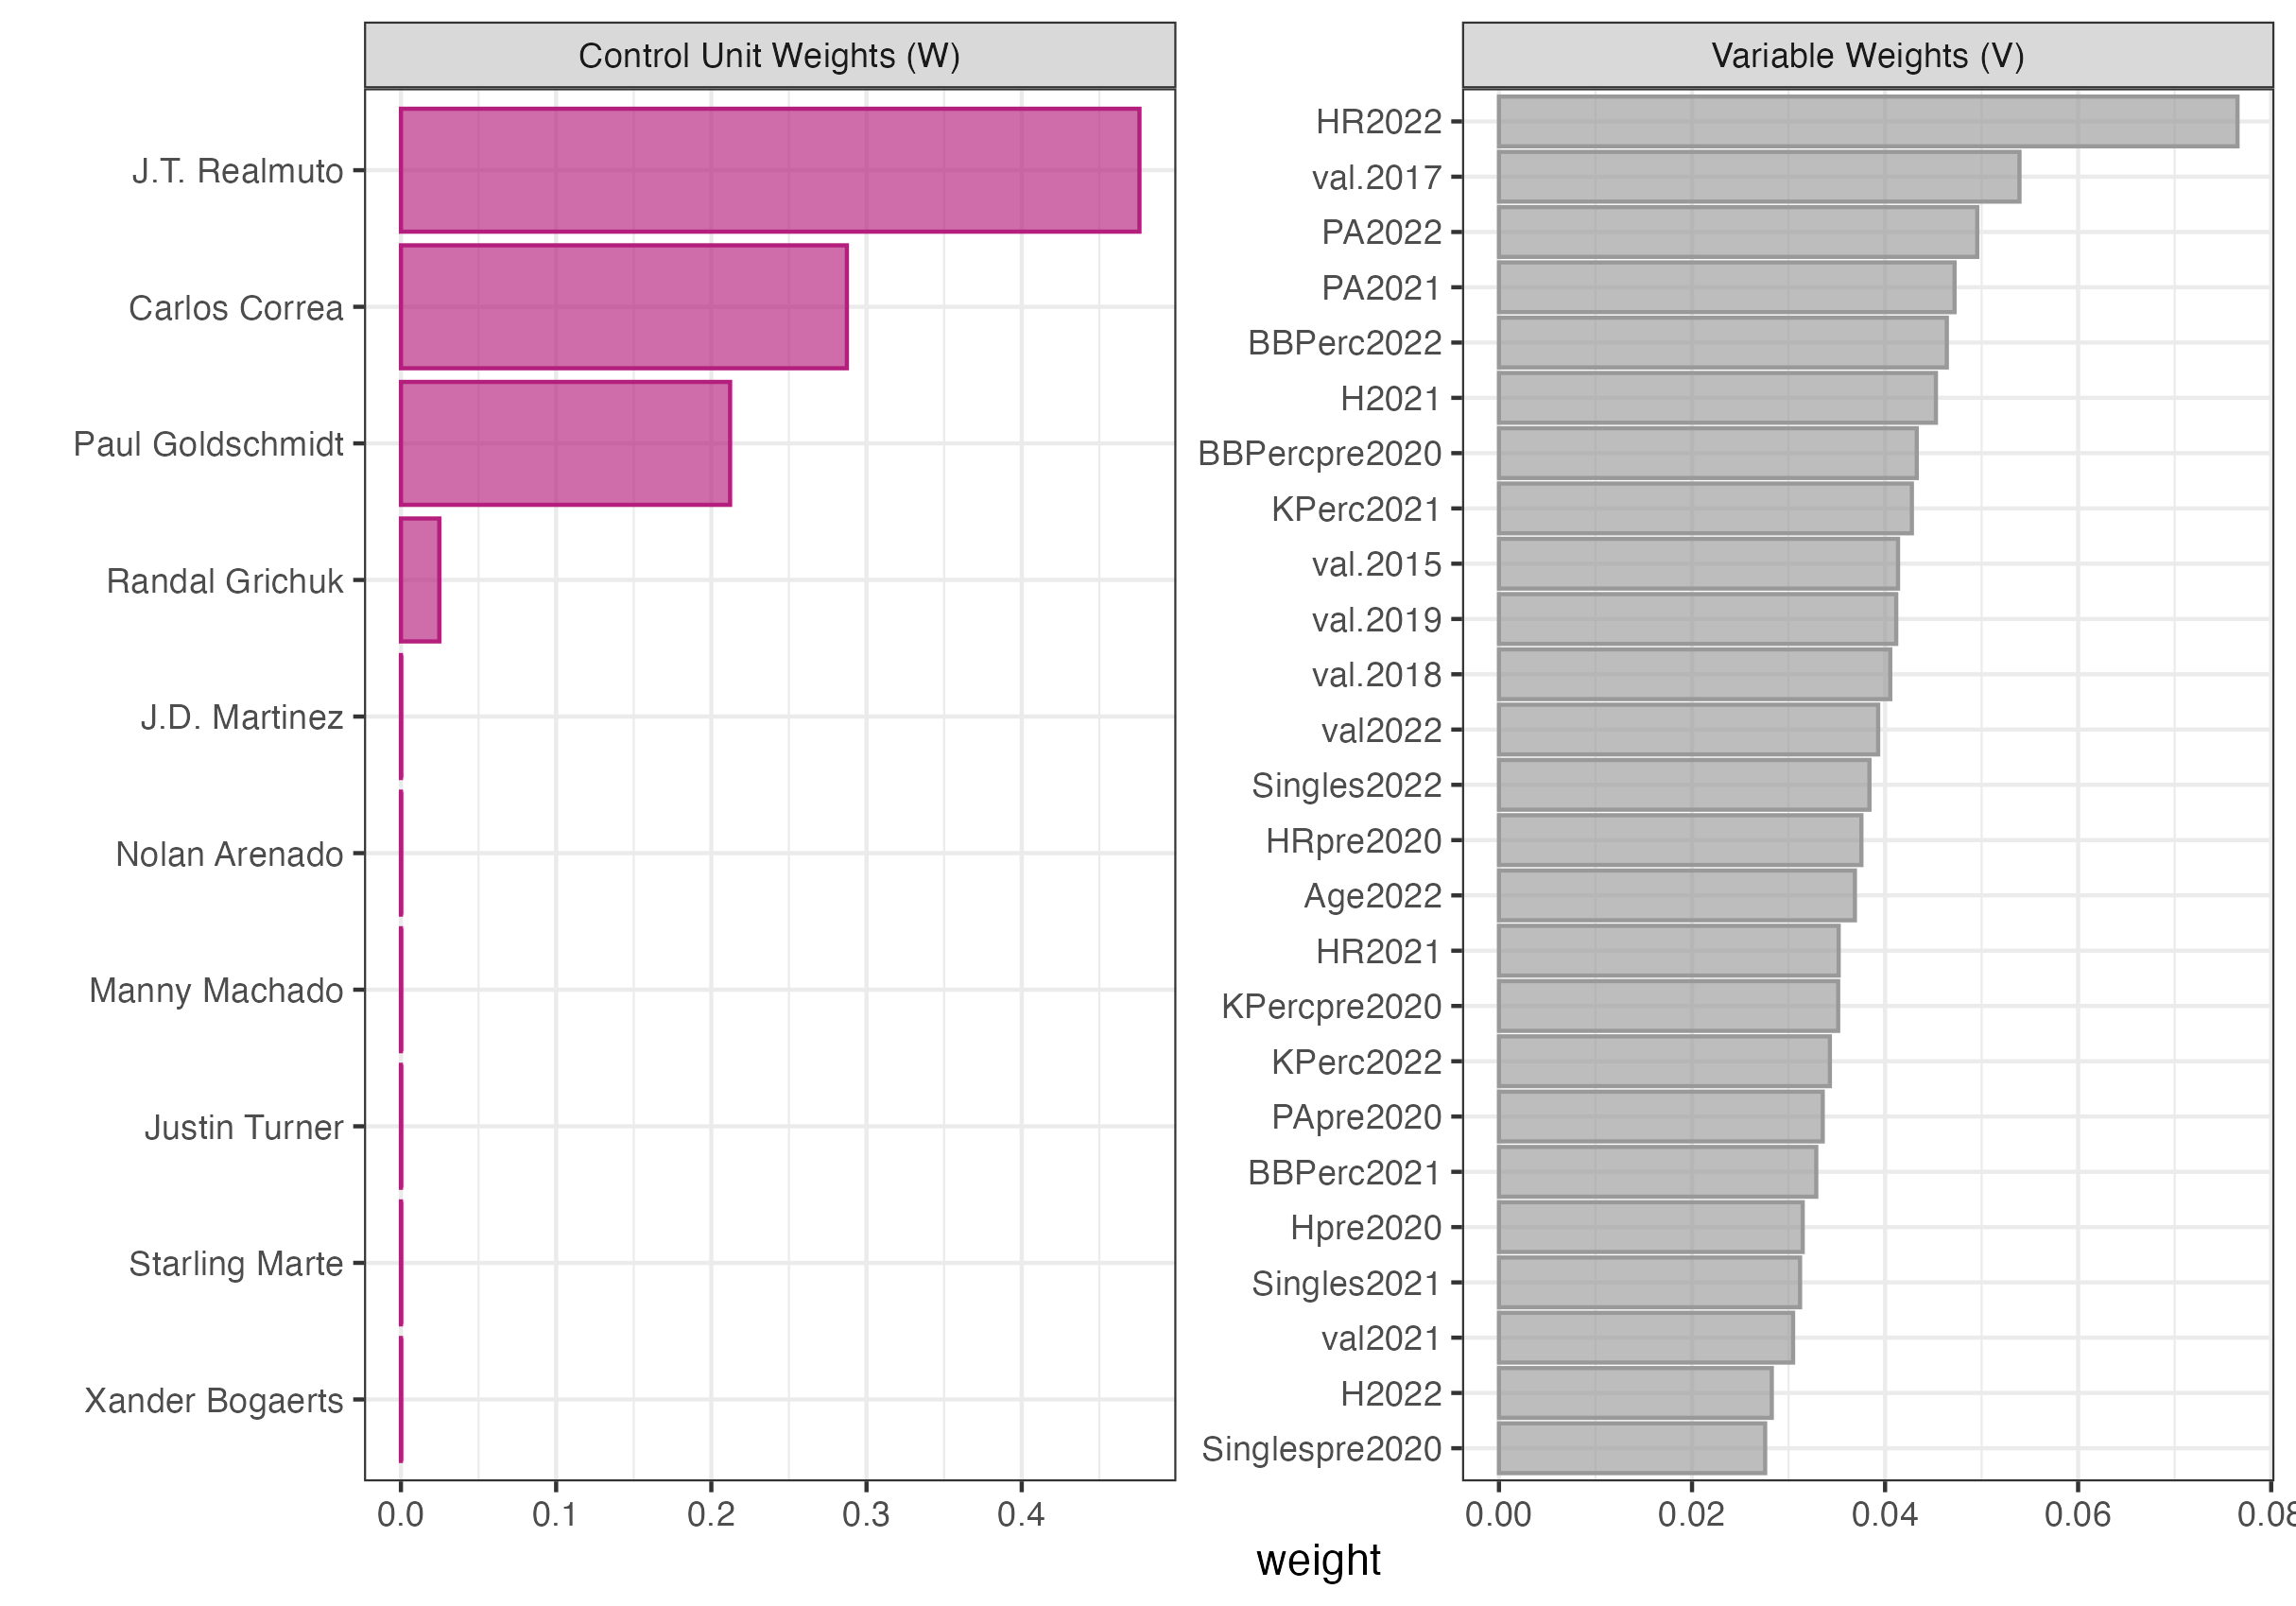 Control Unit Weights (W)
J.T. Realmuto
Carlos Correa
Paul Goldschmidt
Randal Grichuk
J.D. Martinez
Nolan Arenado
Manny Machado
Justin Turner
Starling Marte
Xander Bogaerts
0.0 0.1 0.2 0.3 0.4
Variable Weights (V)
HR2022
val.2017
PA2022
PA2021
BBPerc2022
H2021
BBPercpre2020
KPerc2021
val.2015
val.2019
val.2018
val2022
Singles2022
HRpre2020
Age2022
HR2021
KPercpre2020
KPerc2022
PApre2020
BBPerc2021
Hpre2020
Singles2021
val2021
H2022
Singlespre2020
0.00 0.02 0.04 0.06 0.08
weight